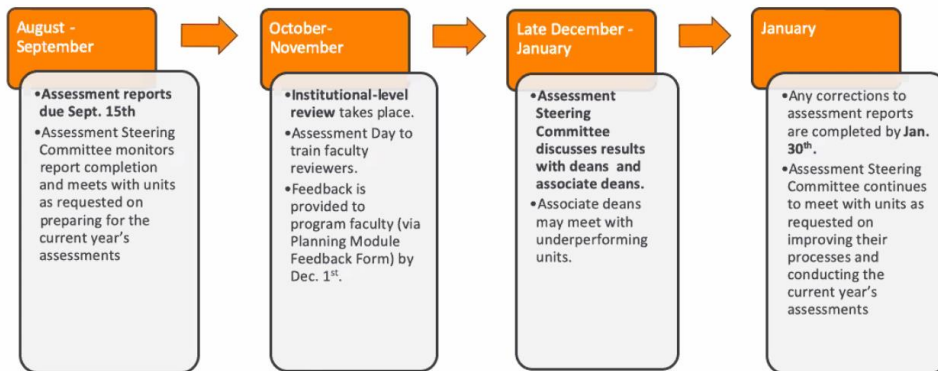 August -
September
•Assessment reports
due Sept. 15th
•Assessment Steering
Committee monitors
report completion
and meets with units
as requested on
preparing for the
current year's
assessments
October-
November
•Institutional-level
review takes place.
•Assessment Day to
train faculty
reviewers.
•Feedback is
provided to
program faculty (via
Planning Module
Feedback Form) by
Dec. 1st.
Late December -
January
•Assessment
Steering
Committee
discusses results
with deans and
associate deans.
•Associate deans
may meet with
underperforming
units.
January
•Any corrections to
assessment reports
are completed by Jan.
30th.
•Assessment Steering
Committee continues
to meet with units as
requested on
improving their
processes and
conducting the
current year's
assessments